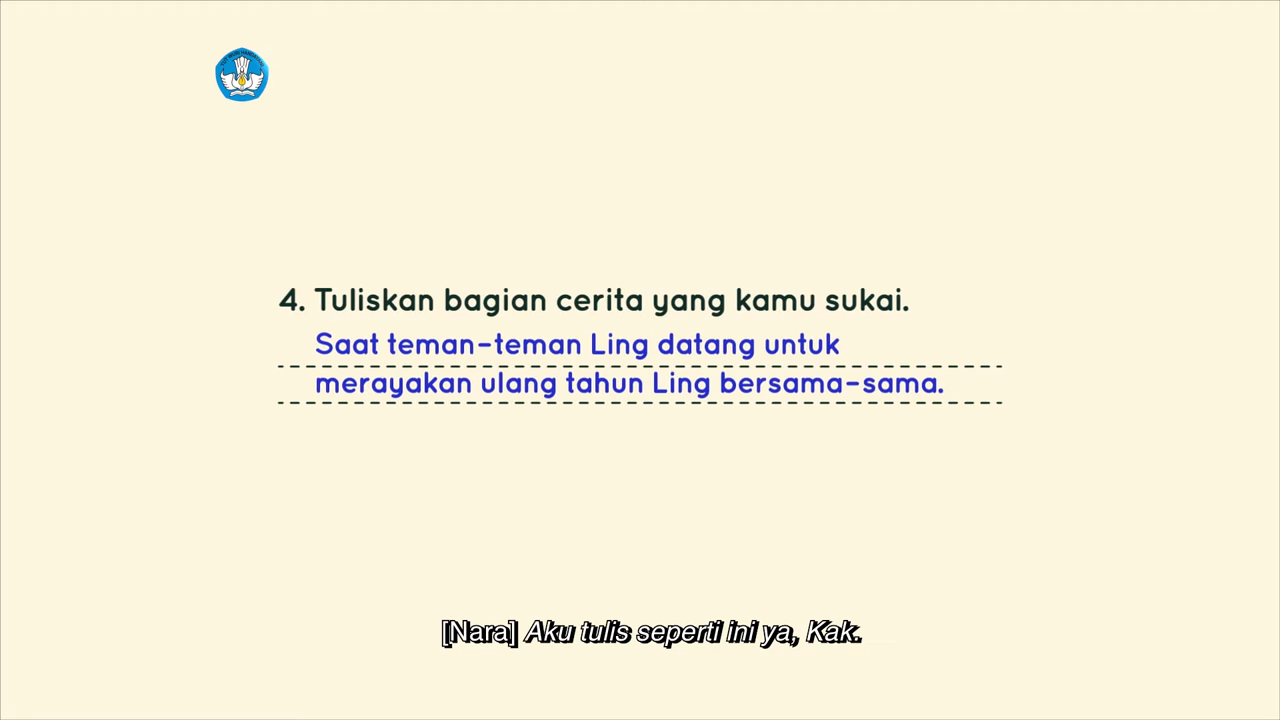 4. Tuliskan bagian cerita yang kamu sukai.
Saat teman-teman Ling datang untuk
merayakan ulang tahun Ling bersama-sama.
[Nara] Aku tulis seperti ini ya, Kak.